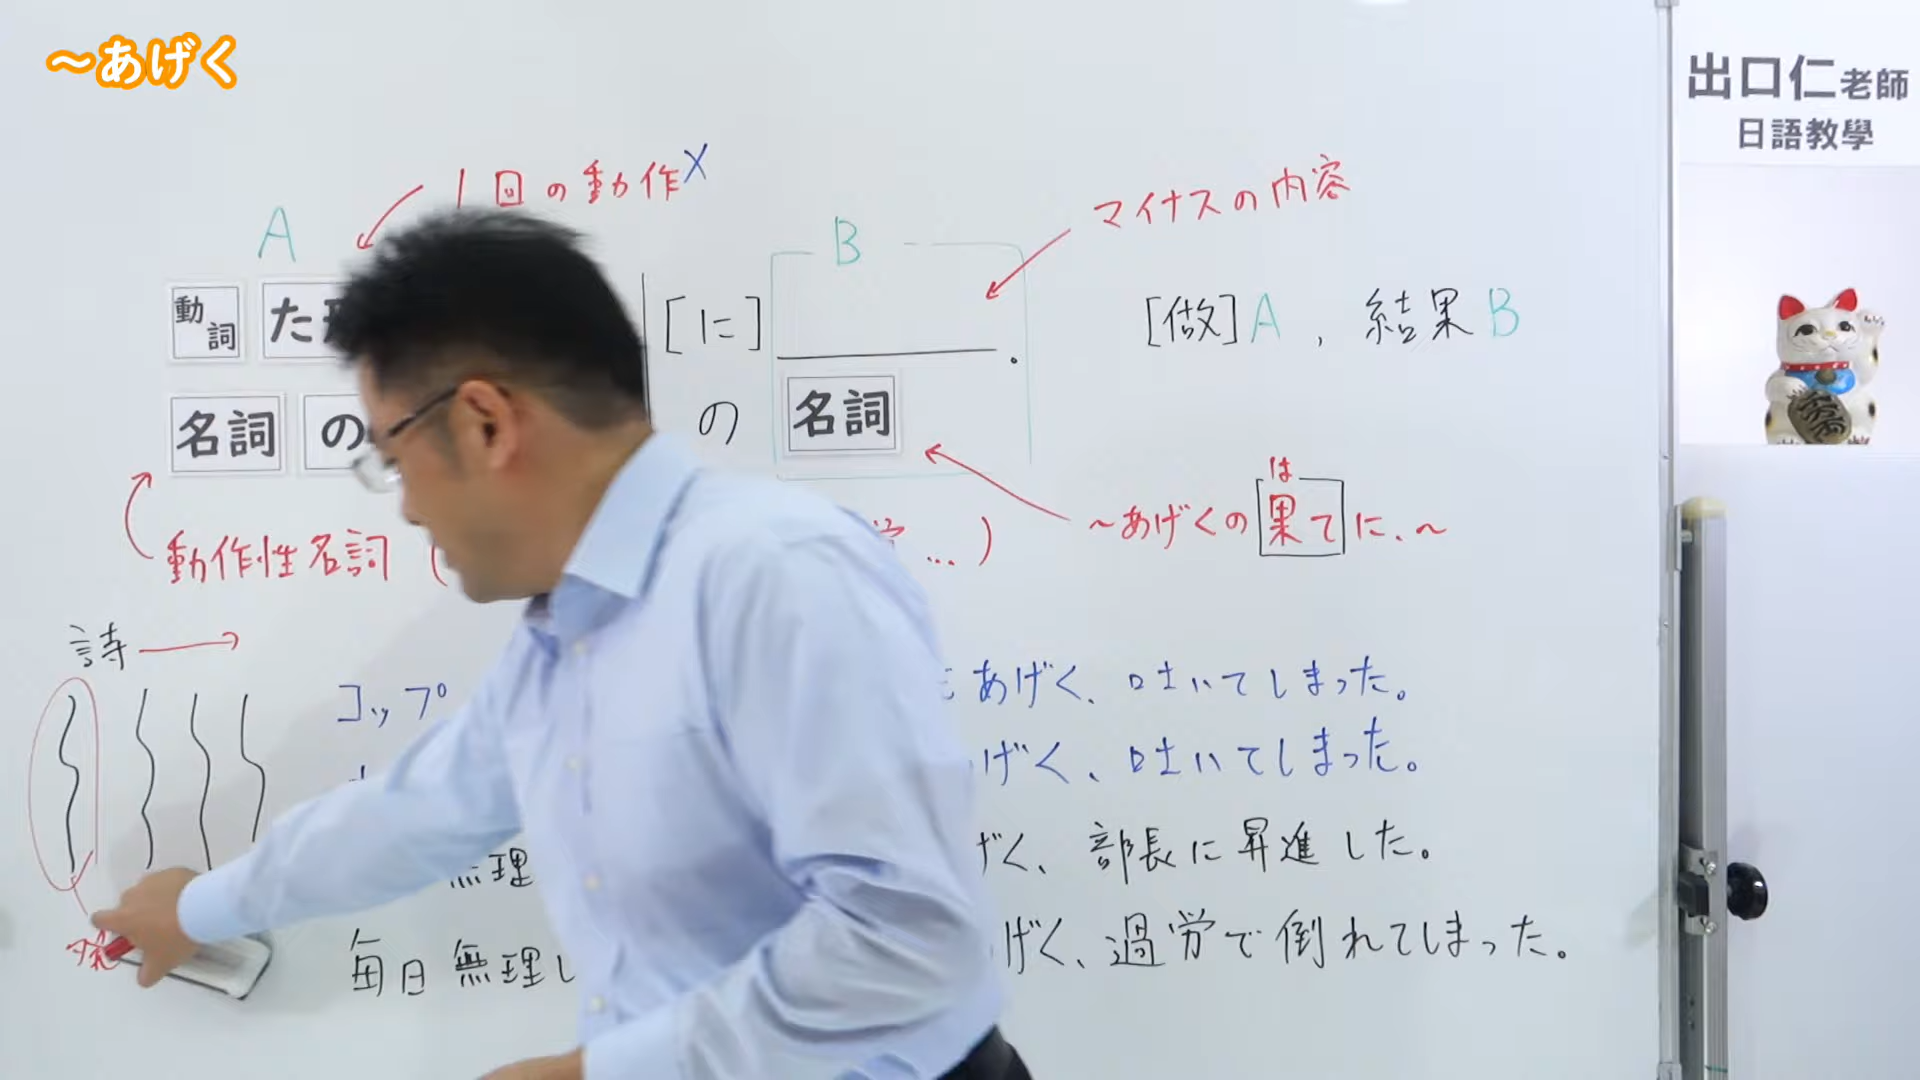 ～あげく
出口仁老師
日語教學
1回の動作X
マイナスの内容
A
B
動詞 た
[に]
.
[做]A , 結果B
名詞 の
の 名詞
は
～あげくの果てに、～
動作性名詞 ( ...)
詩
コップ
あげく、吐いてしまった。
げく、吐いてしまった。
無理
げく、部長に昇進した。
毎日無理し
げく、過労で倒れてしまった。